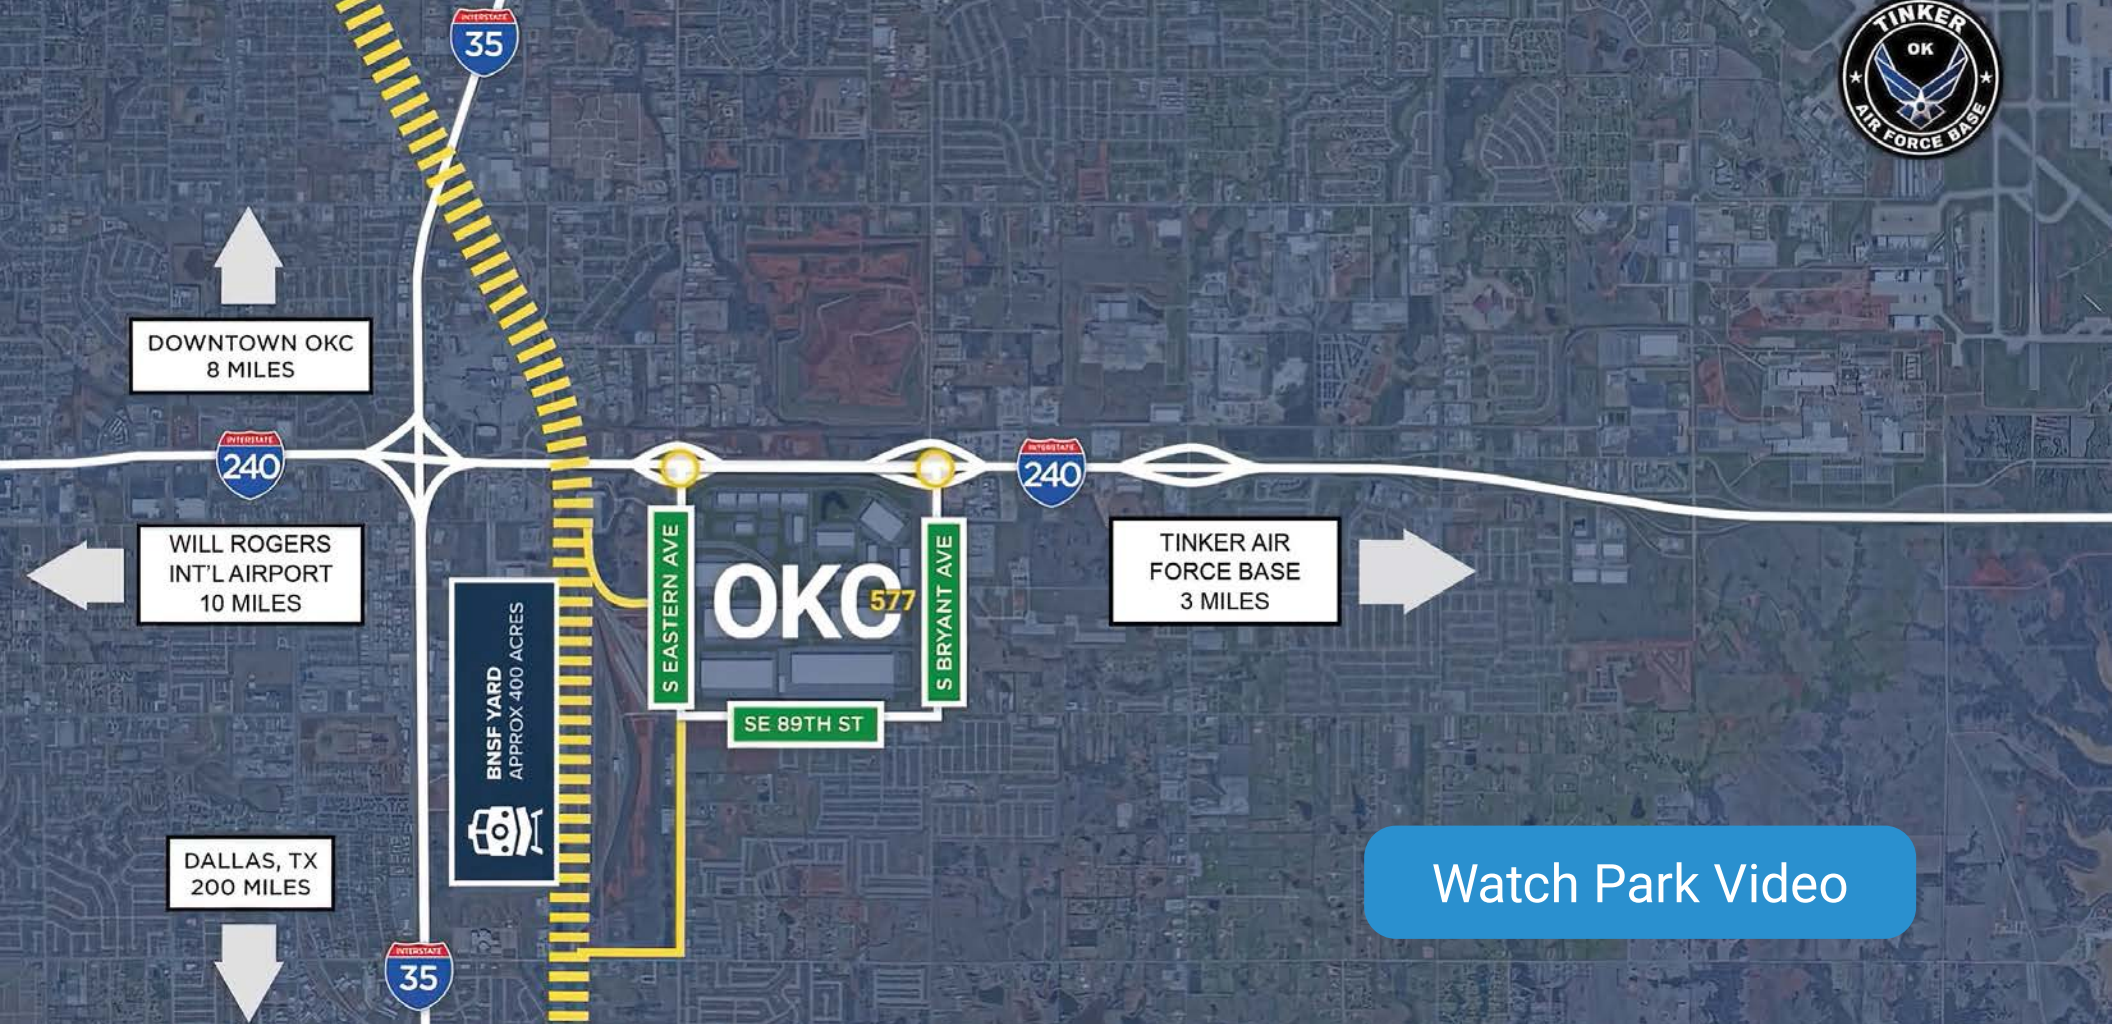 INTERSTATE
35
TINKER
OK
AIR FORCE BASE
DOWNTOWN OKC
8 MILES
INTERSTATE
240
INTERSTATE
240
WILL ROGERS
INT'L AIRPORT
10 MILES
S EASTERN AVE
OKC
577
S BRYANT AVE
TINKER AIR
FORCE BASE
3 MILES
BNSF YARD
APPROX 400 ACRES
SE 89TH ST
DALLAS, TX
200 MILES
Watch Park Video
INTERSTATE
35